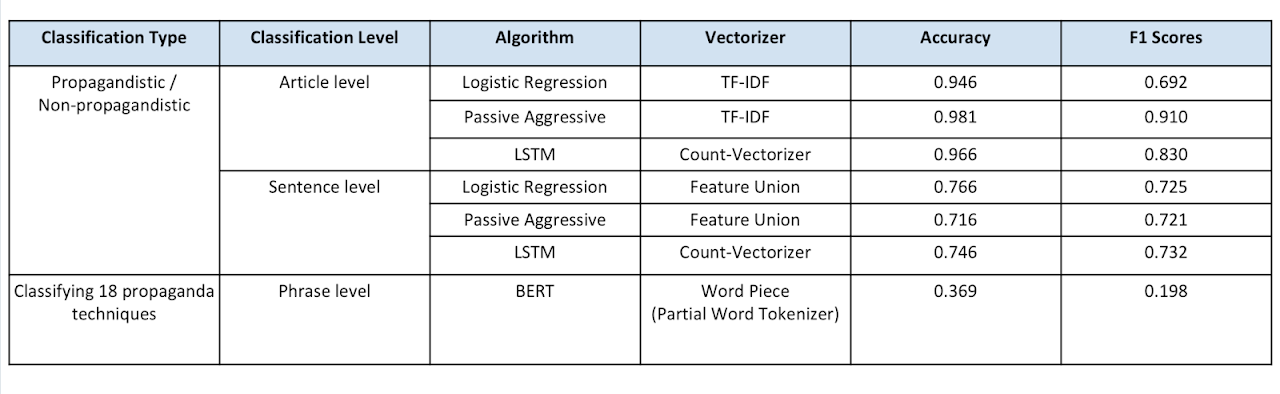 Classification Type Classification Level Algorithm Vectorizer Accuracy F1 Scores
Propagandistic / Article level Logistic Regression TF-IDF 0.946 0.692
Non-propagandistic
Passive Aggressive TF-IDF 0.981 0.910
LSTM Count-Vectorizer 0.966 0.830
Sentence level Logistic Regression Feature Union 0.766 0.725
Passive Aggressive Feature Union 0.716 0.721
LSTM Count-Vectorizer 0.746 0.732
Classifying 18 propaganda Phrase level BERT Word Piece 0.369 0.198
techniques (Partial Word Tokenizer)